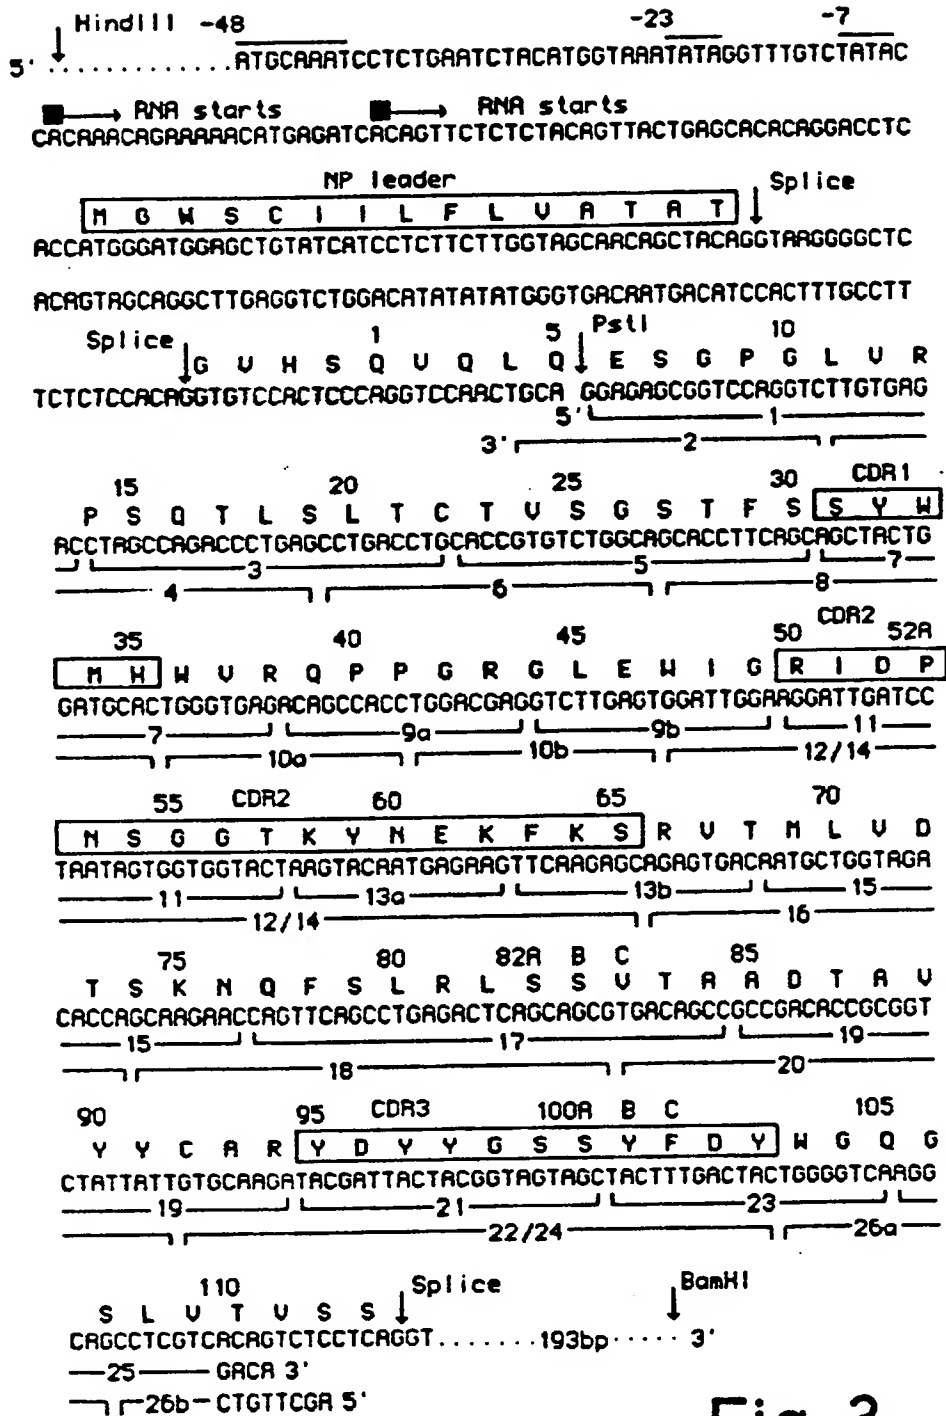 HindIII -48 -23 -7
5' ..............ATGCAAATCCTCTGAATCTACATGGTAAATATAGGTTTGTCTATAC
RNA starts RNA starts
CACAAACAGAAAAACATGAGATCACAGTTCTCTCTACAGTTACTGAGCACACAGGACCTC
NP leader Splice
M G W S C I I L F L V A T A T
ACCATGGGATGGAGCTGTATCATCCTCTTCTTGGTAGCAACAGCTACAGGTAAGGGGCTC
ACAGTAGCAGGCTTGAGGTCTGGACATATATATGGGTGACAATGACATCCACTTTGCCTT
Splice 1 5 PstI 10
G V H S Q V Q L Q E S G P G L V R
TCTCTCCACAGGTGTCCACTCCCAGGTCCAACTGCA GGAGAGCGGTCCAGGTCTTGTGAG
5' 1
3' 2
15 20 25 30 CDR1
P S Q T L S L T C T V S G S T F S S Y W
ACCTAGCCAGACCCTGAGCCTGACCTGCACCGTGTCTGGCAGCACCTTCAGCAGCTACTG
3 5 7
4 6 8
35 40 45 50 CDR2 52A
M H W V R Q P P G R G L E W I G R I D P
GATGCACTGGGTGAGACAGCCACCTGGACGAGGTCTTGAGTGGATTGGAAGGATTGATCC
7 9a 9b 11
10a 10b 12/14
55 CDR2 60 65 70
N S G G T K Y N E K F K S R V T M L V D
TAATAGTGGTGGTACTAAGTACAATGAGAAGTTCAAGAGCAGAGTGACAATGCTGGTAGA
11 13a 13b 15
12/14 16
75 80 82A B C 85
T S K N Q F S L R L S S V T A A D T A V
CACCAGCAAGAACCAGTTCAGCCTGAGACTCAGCAGCGTGACAGCCGCCGACACCGCGGT
15 17 19
18 20
90 95 CDR3 100A B C 105
Y Y C A R Y D Y Y G S S Y F D Y W G Q G
CTATTATTGTGCAAGATACGATTACTACGGTAGTAGCTACTTTGACTACTGGGGTCAAGG
19 21 23
22/24 26a
110 Splice BamHI
S L V T V S S
CAGCCTCGTCACAGTCTCCTCAGGT.......193bp..... 3'
25 GACA 3'
26b CTGTTCGA 5'